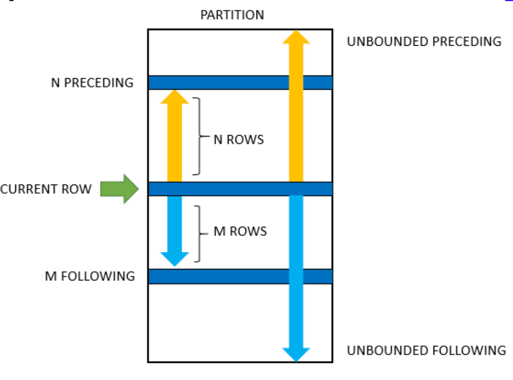 PARTITION
UNBOUNDED PRECEDING
N PRECEDING
N ROWS
CURRENT ROW
M ROWS
M FOLLOWING
UNBOUNDED FOLLOWING